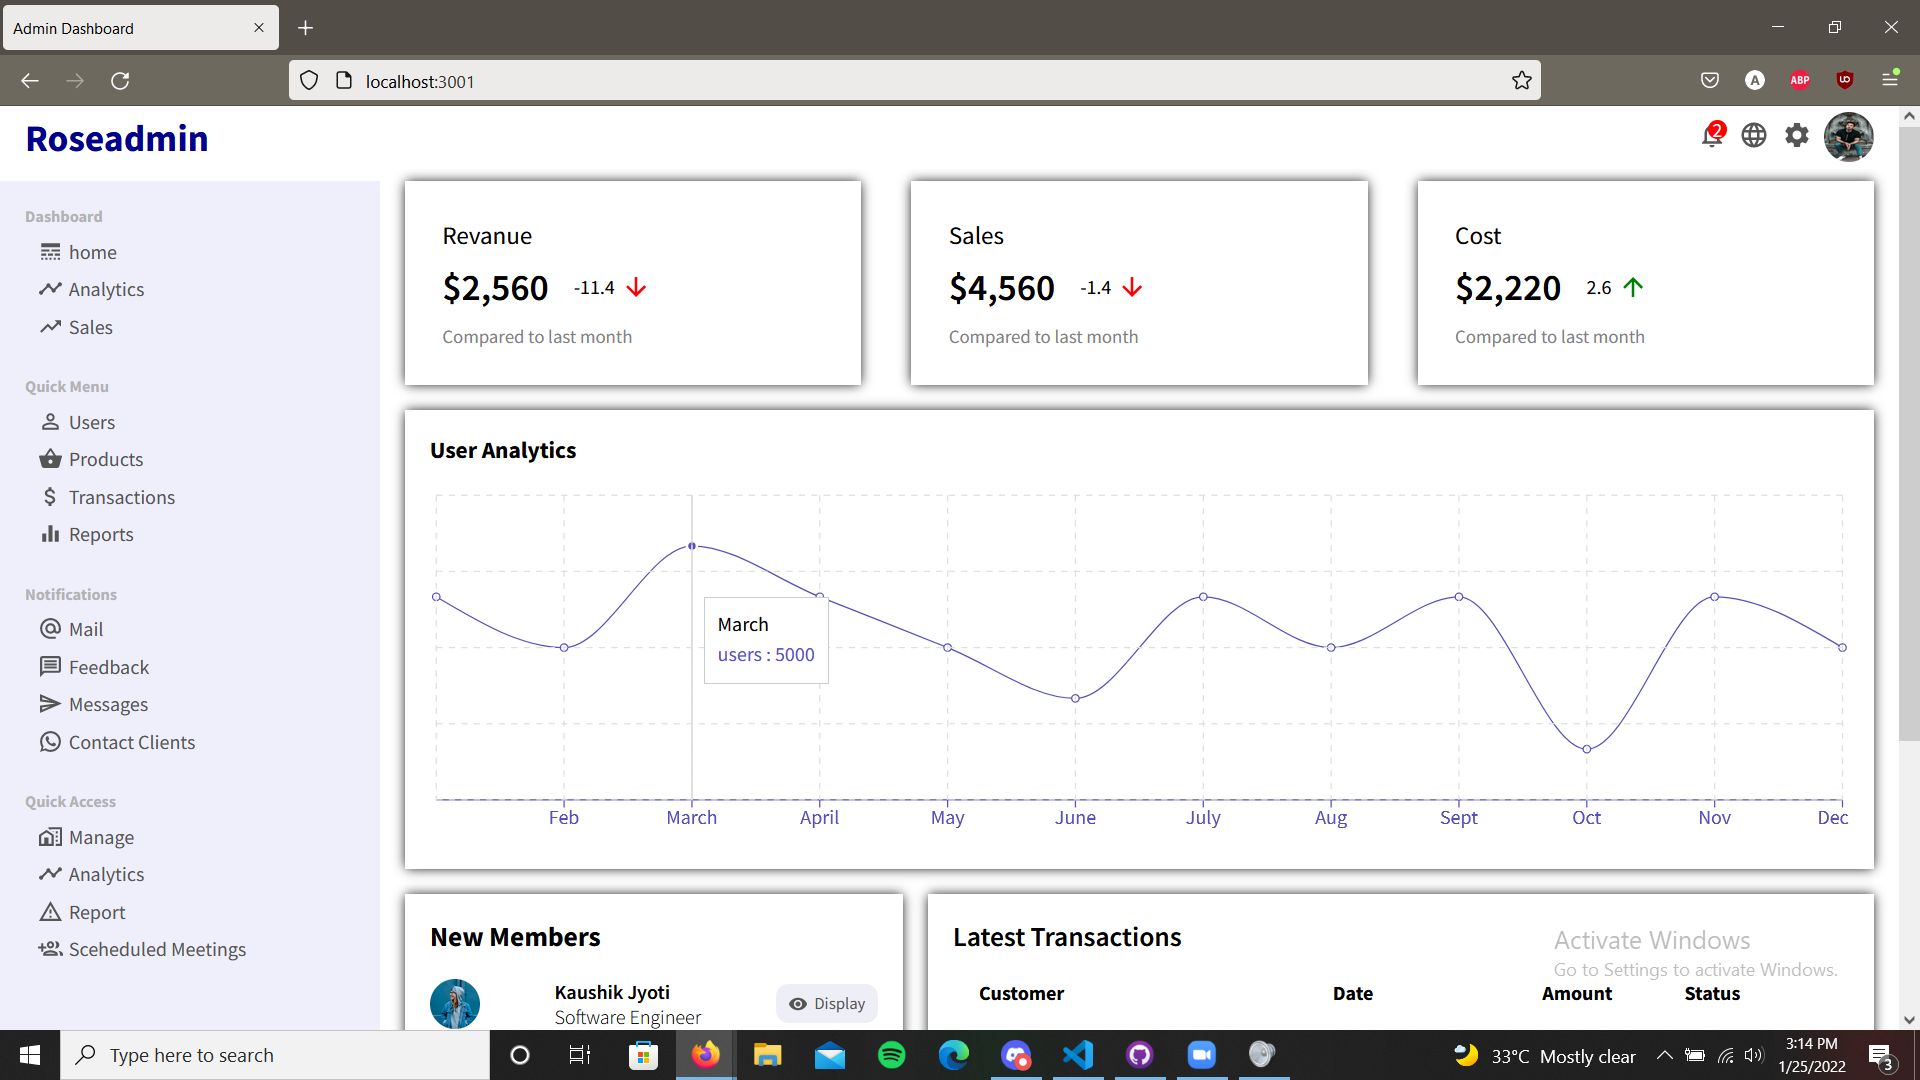 Admin Dashboard
localhost:3001
ABP
A
Roseadmin
2
Dashboard
home
Analytics
Sales
Quick Menu
Users
Products
Transactions
Reports
Notifications
Mail
Feedback
Messages
Contact Clients
Quick Access
Manage
Analytics
Report
Sceheduled Meetings
Revanue
$2,560 -11.4
Compared to last month
Sales
$4,560 -1.4
Compared to last month
Cost
$2,220 2.6
Compared to last month
User Analytics
March
users : 5000
Feb March April May June July Aug Sept Oct Nov Dec
New Members
Kaushik Jyoti
Software Engineer
Display
Latest Transactions
Customer Date Amount Status
Activate Windows
Go to Settings to activate Windows.
Type here to search
33°C Mostly clear
3:14 PM
1/25/2022
3